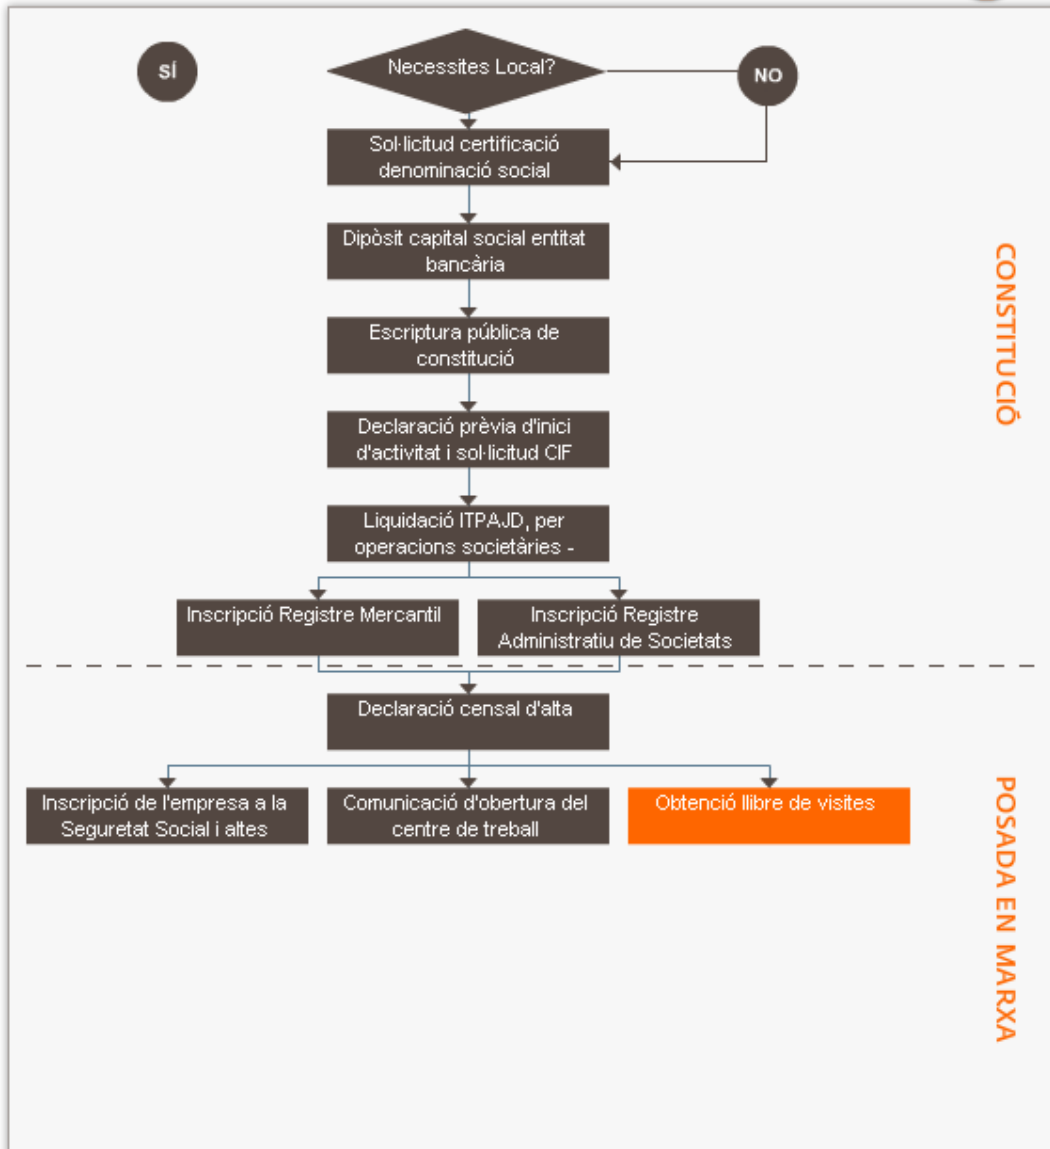 SÍ
Necessites Local?
NO
Sol·licitud certificació
denominació social
Dipòsit capital social entitat
bancària
Escriptura pública de
constitució
Declaració prèvia d'inici
d'activitat i sol·licitud CIF
Liquidació ITPAJD, per
operacions societàries -
Inscripció Registre Mercantil
Inscripció Registre
Administratiu de Societats
CONSTITUCIÓ
Declaració censal d'alta
Inscripció de l'empresa a la
Seguretat Social i altes
Comunicació d'obertura del
centre de treball
Obtenció llibre de visites
POSADA EN MARXA